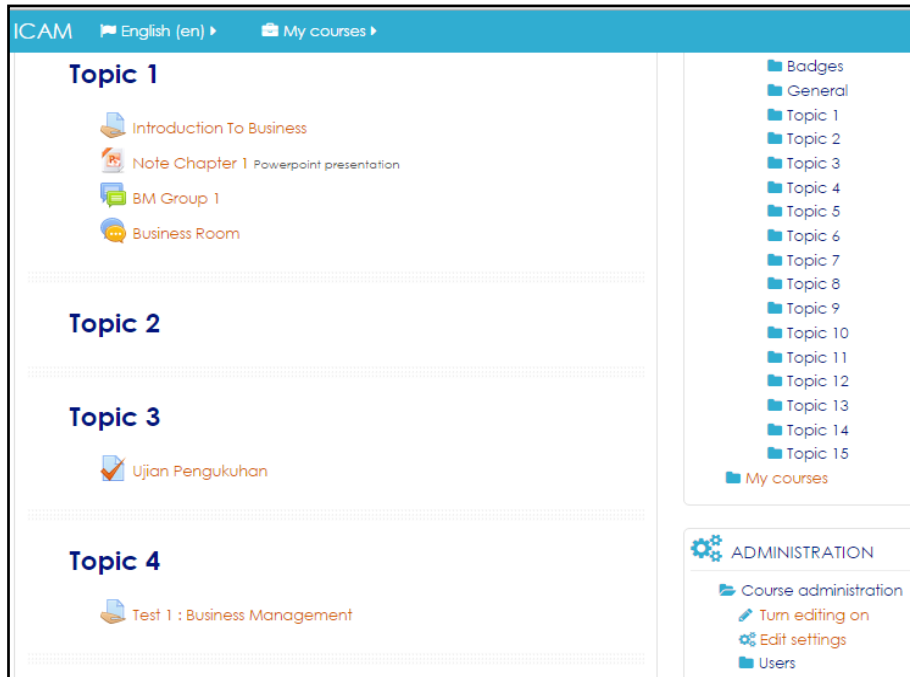 ICAM English (en) My courses
Topic 1
Introduction To Business
Note Chapter 1 Powerpoint presentation
BM Group 1
Business Room
Topic 2
Topic 3
Ujian Pengukuhan
Topic 4
Test 1 : Business Management
Badges
General
Topic 1
Topic 2
Topic 3
Topic 4
Topic 5
Topic 6
Topic 7
Topic 8
Topic 9
Topic 10
Topic 11
Topic 12
Topic 13
Topic 14
Topic 15
My courses
ADMINISTRATION
Course administration
Turn editing on
Edit settings
Users